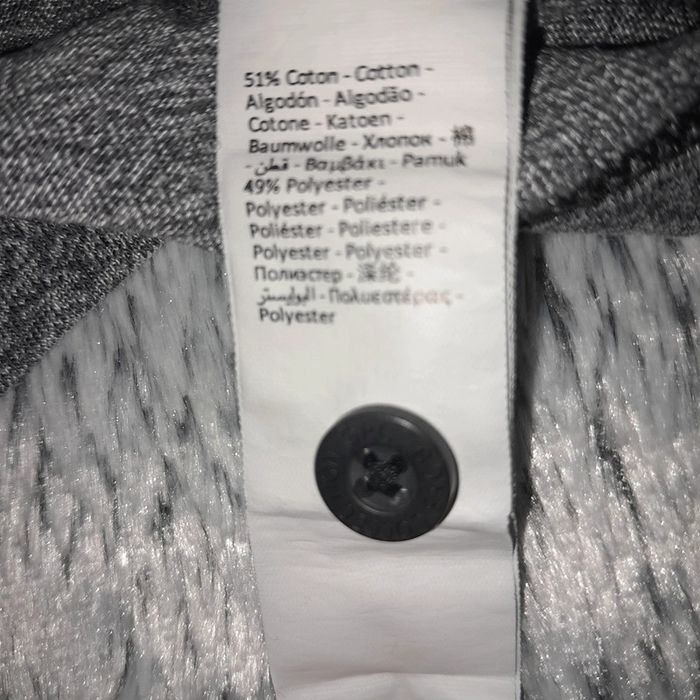 51% Coton - Cotton -
Algodón - Algodão -
Cotone - Katoen -
Baumwolle - Хлопок - 棉
- قطن - Βαμβάκι - Pamuk
49% Polyester -
Polyester - Poliéster -
Poliéster - Poliestere -
Polyester - Polyester -
Полиэстер - 涤纶 -
البوليستر - Πολυεστέρας -
Polyester